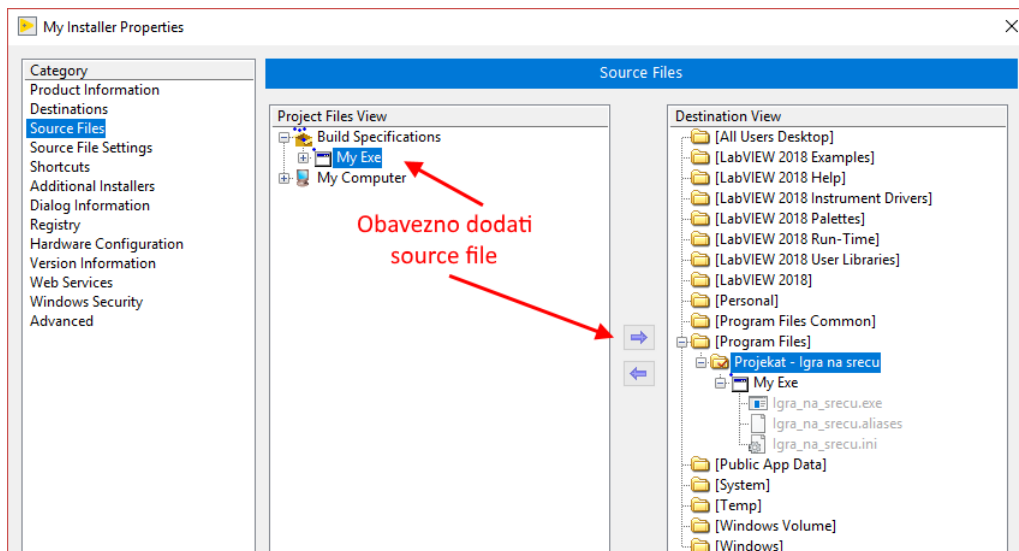 My Installer Properties
Category
Product Information
Destinations
Source Files
Source File Settings
Shortcuts
Additional Installers
Dialog Information
Registry
Hardware Configuration
Version Information
Web Services
Windows Security
Advanced
Source Files
Project Files View
Build Specifications
My Exe
My Computer
Obavezno dodati
source file
Destination View
[All Users Desktop]
[LabVIEW 2018 Examples]
[LabVIEW 2018 Help]
[LabVIEW 2018 Instrument Drivers]
[LabVIEW 2018 Palettes]
[LabVIEW 2018 Run-Time]
[LabVIEW 2018 User Libraries]
[LabVIEW 2018]
[Personal]
[Program Files Common]
[Program Files]
Projekat - Igra na srecu
My Exe
Igra_na_srecu.exe
Igra_na_srecu.aliases
Igra_na_srecu.ini
[Public App Data]
[System]
[Temp]
[Windows Volume]
[Windows]